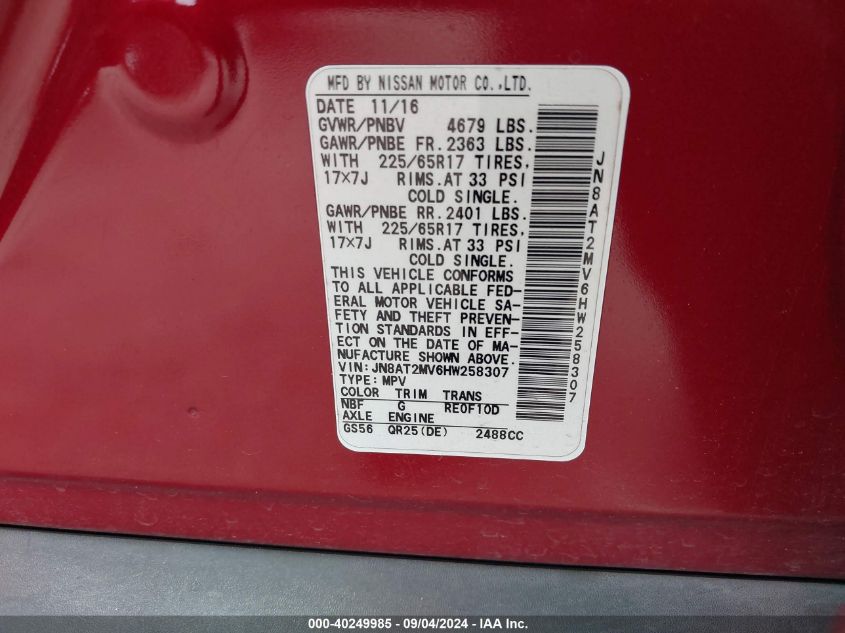 MFD BY NISSAN MOTOR CO.,LTD.
DATE 11/16
GVWR/PNBV 4679 LBS.
GAWR/PNBE FR. 2363 LBS.
WITH 225/65R17 TIRES,
17×7J RIMS.AT 33 PSI
COLD SINGLE.
GAWR/PNBE RR. 2401 LBS.
WITH 225/65R17 TIRES,
17×7J RIMS.AT 33 PSI
COLD SINGLE.
THIS VEHICLE CONFORMS
TO ALL APPLICABLE FED-
ERAL MOTOR VEHICLE SA-
FETY AND THEFT PREVEN-
TION STANDARDS IN EFF-
ECT ON THE DATE OF MA-
NUFACTURE SHOWN ABOVE.
VIN:JN8AT2MV6HW258307
TYPE:MPV
COLOR TRIM TRANS
NBF G RE0F10D
AXLE ENGINE
GS56 QR25(DE) 2488CC
JN8AT2MV6HW258307
000-40249985 - 09/04/2024 - IAA, Inc.